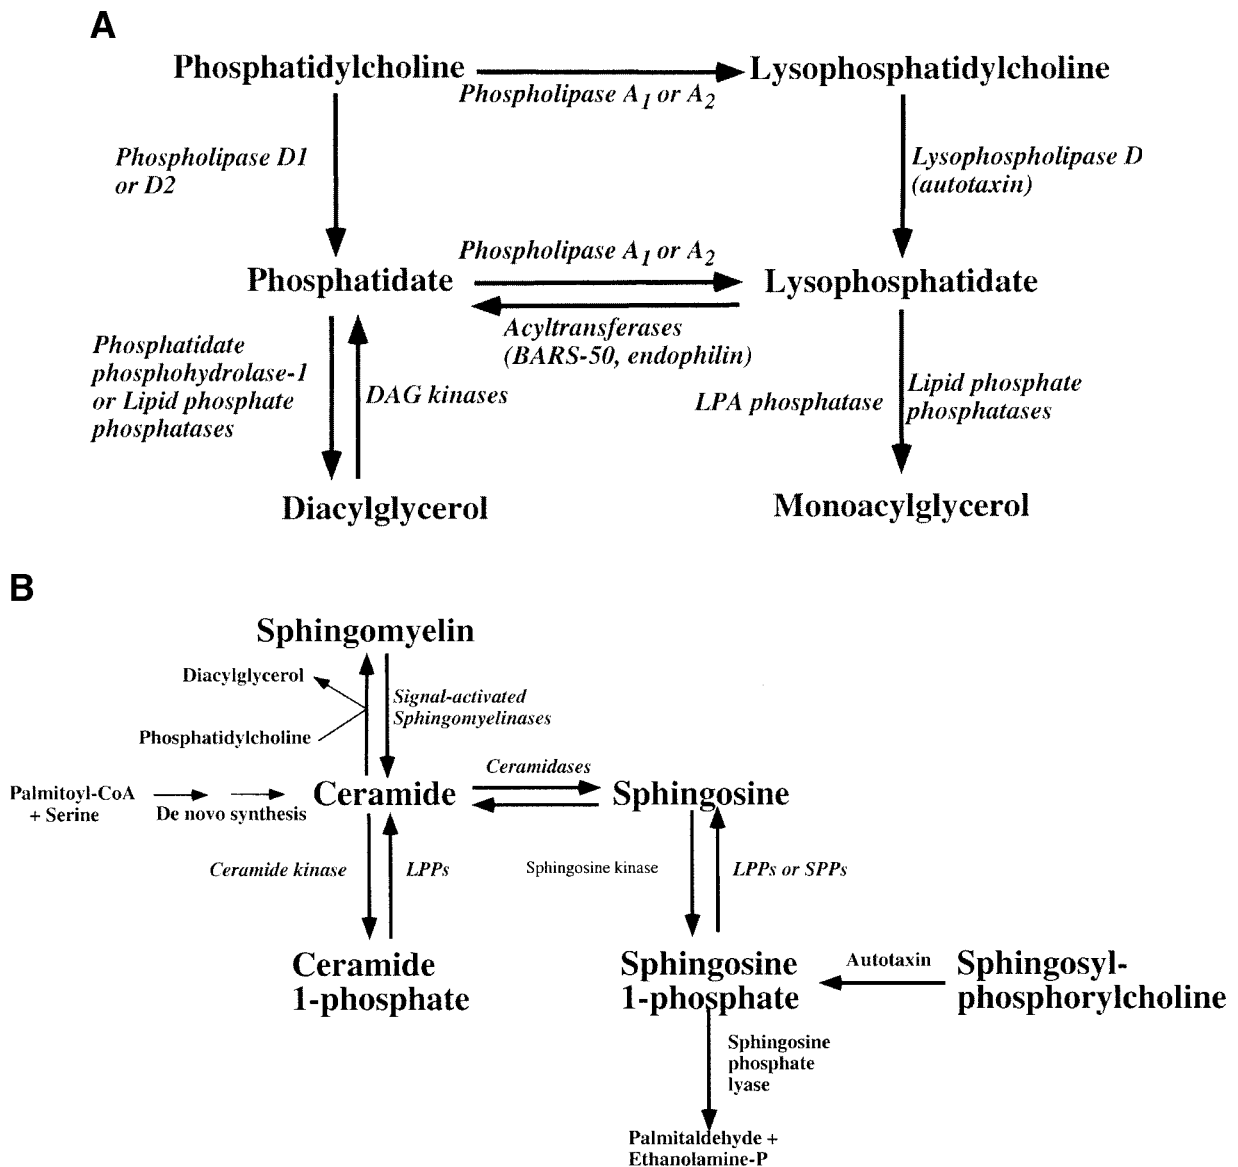 A
Phosphatidylcholine
Lysophosphatidylcholine
Phospholipase A1 or A2
Phospholipase D1
or D2
Lysophospholipase D
(autotaxin)
Phospholipase A1 or A2
Phosphatidate
Lysophosphatidate
Acyltransferases
(BARS-50, endophilin)
Phosphatidate
phosphohydrolase-1
or Lipid phosphate
phosphatases
DAG kinases
LPA phosphatase
Lipid phosphate
phosphatases
Diacylglycerol
Monoacylglycerol
B
Sphingomyelin
Diacylglycerol
Phosphatidylcholine
Signal-activated
Sphingomyelinases
Palmitoyl-CoA
+ Serine
De novo synthesis
Ceramide
Ceramidases
Sphingosine
Ceramide kinase
LPPs
Sphingosine kinase
LPPs or SPPs
Ceramide
1-phosphate
Sphingosine
1-phosphate
Autotaxin
Sphingosyl-
phosphorylcholine
Sphingosine
phosphate
lyase
Palmitaldehyde +
Ethanolamine-P